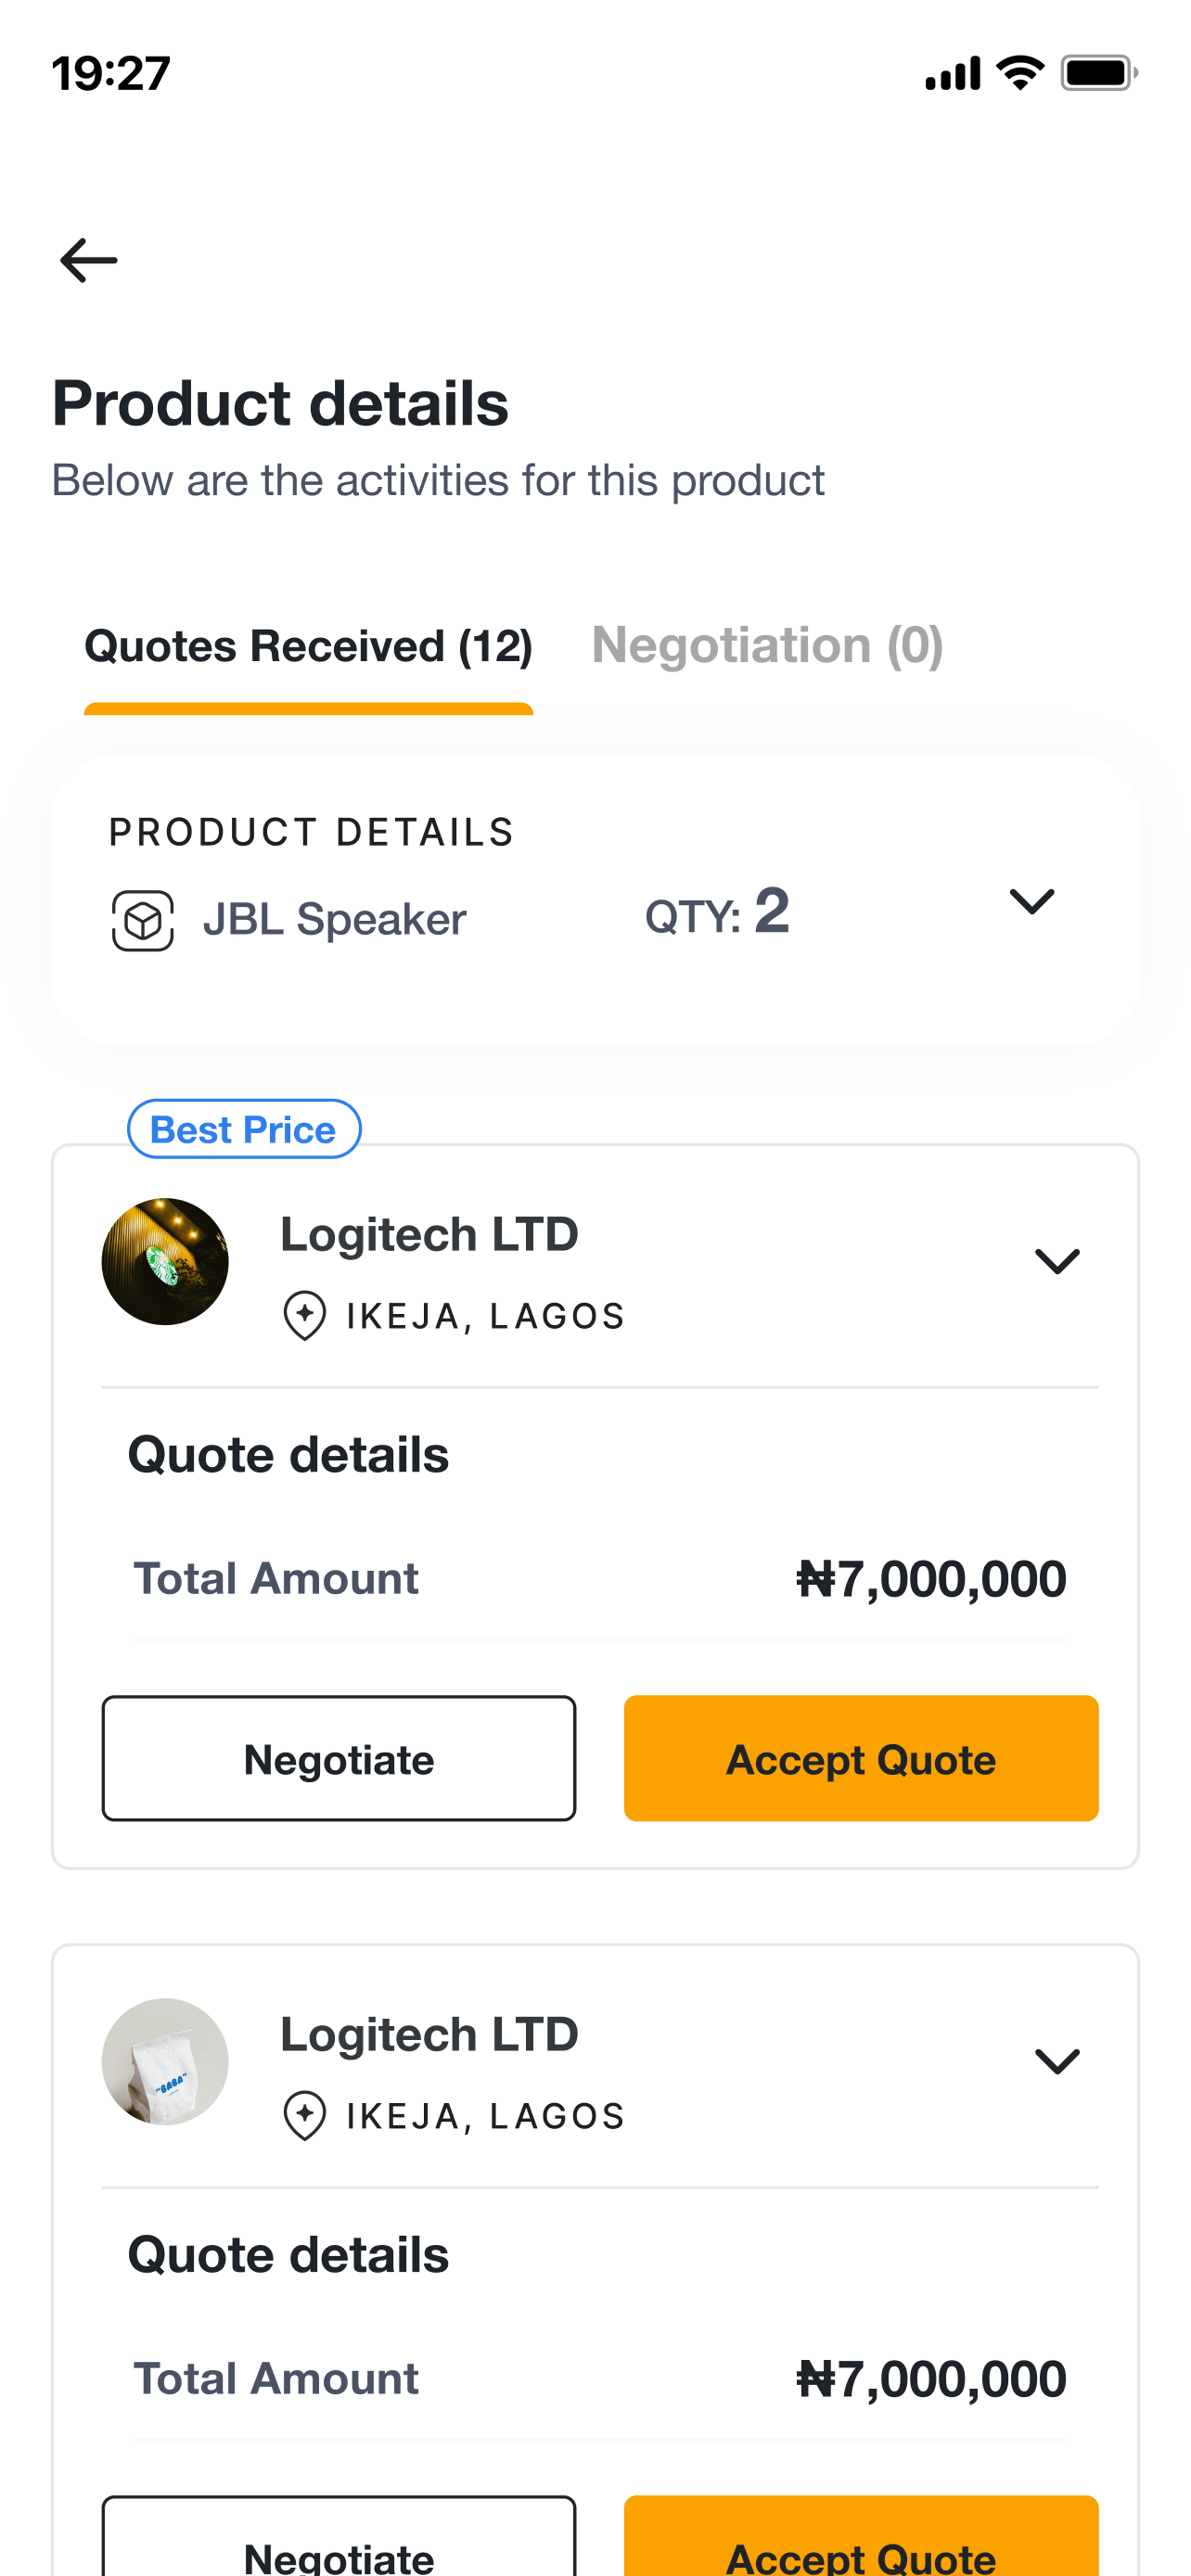 19:27
Product details
Below are the activities for this product
Quotes Received (12) Negotiation (0)
PRODUCT DETAILS
JBL Speaker QTY: 2
Best Price
Logitech LTD
IKEJA, LAGOS
Quote details
Total Amount ₦7,000,000
Negotiate Accept Quote
Logitech LTD
"BABA"
IKEJA, LAGOS
Quote details
Total Amount ₦7,000,000
Negotiate Accept Quote